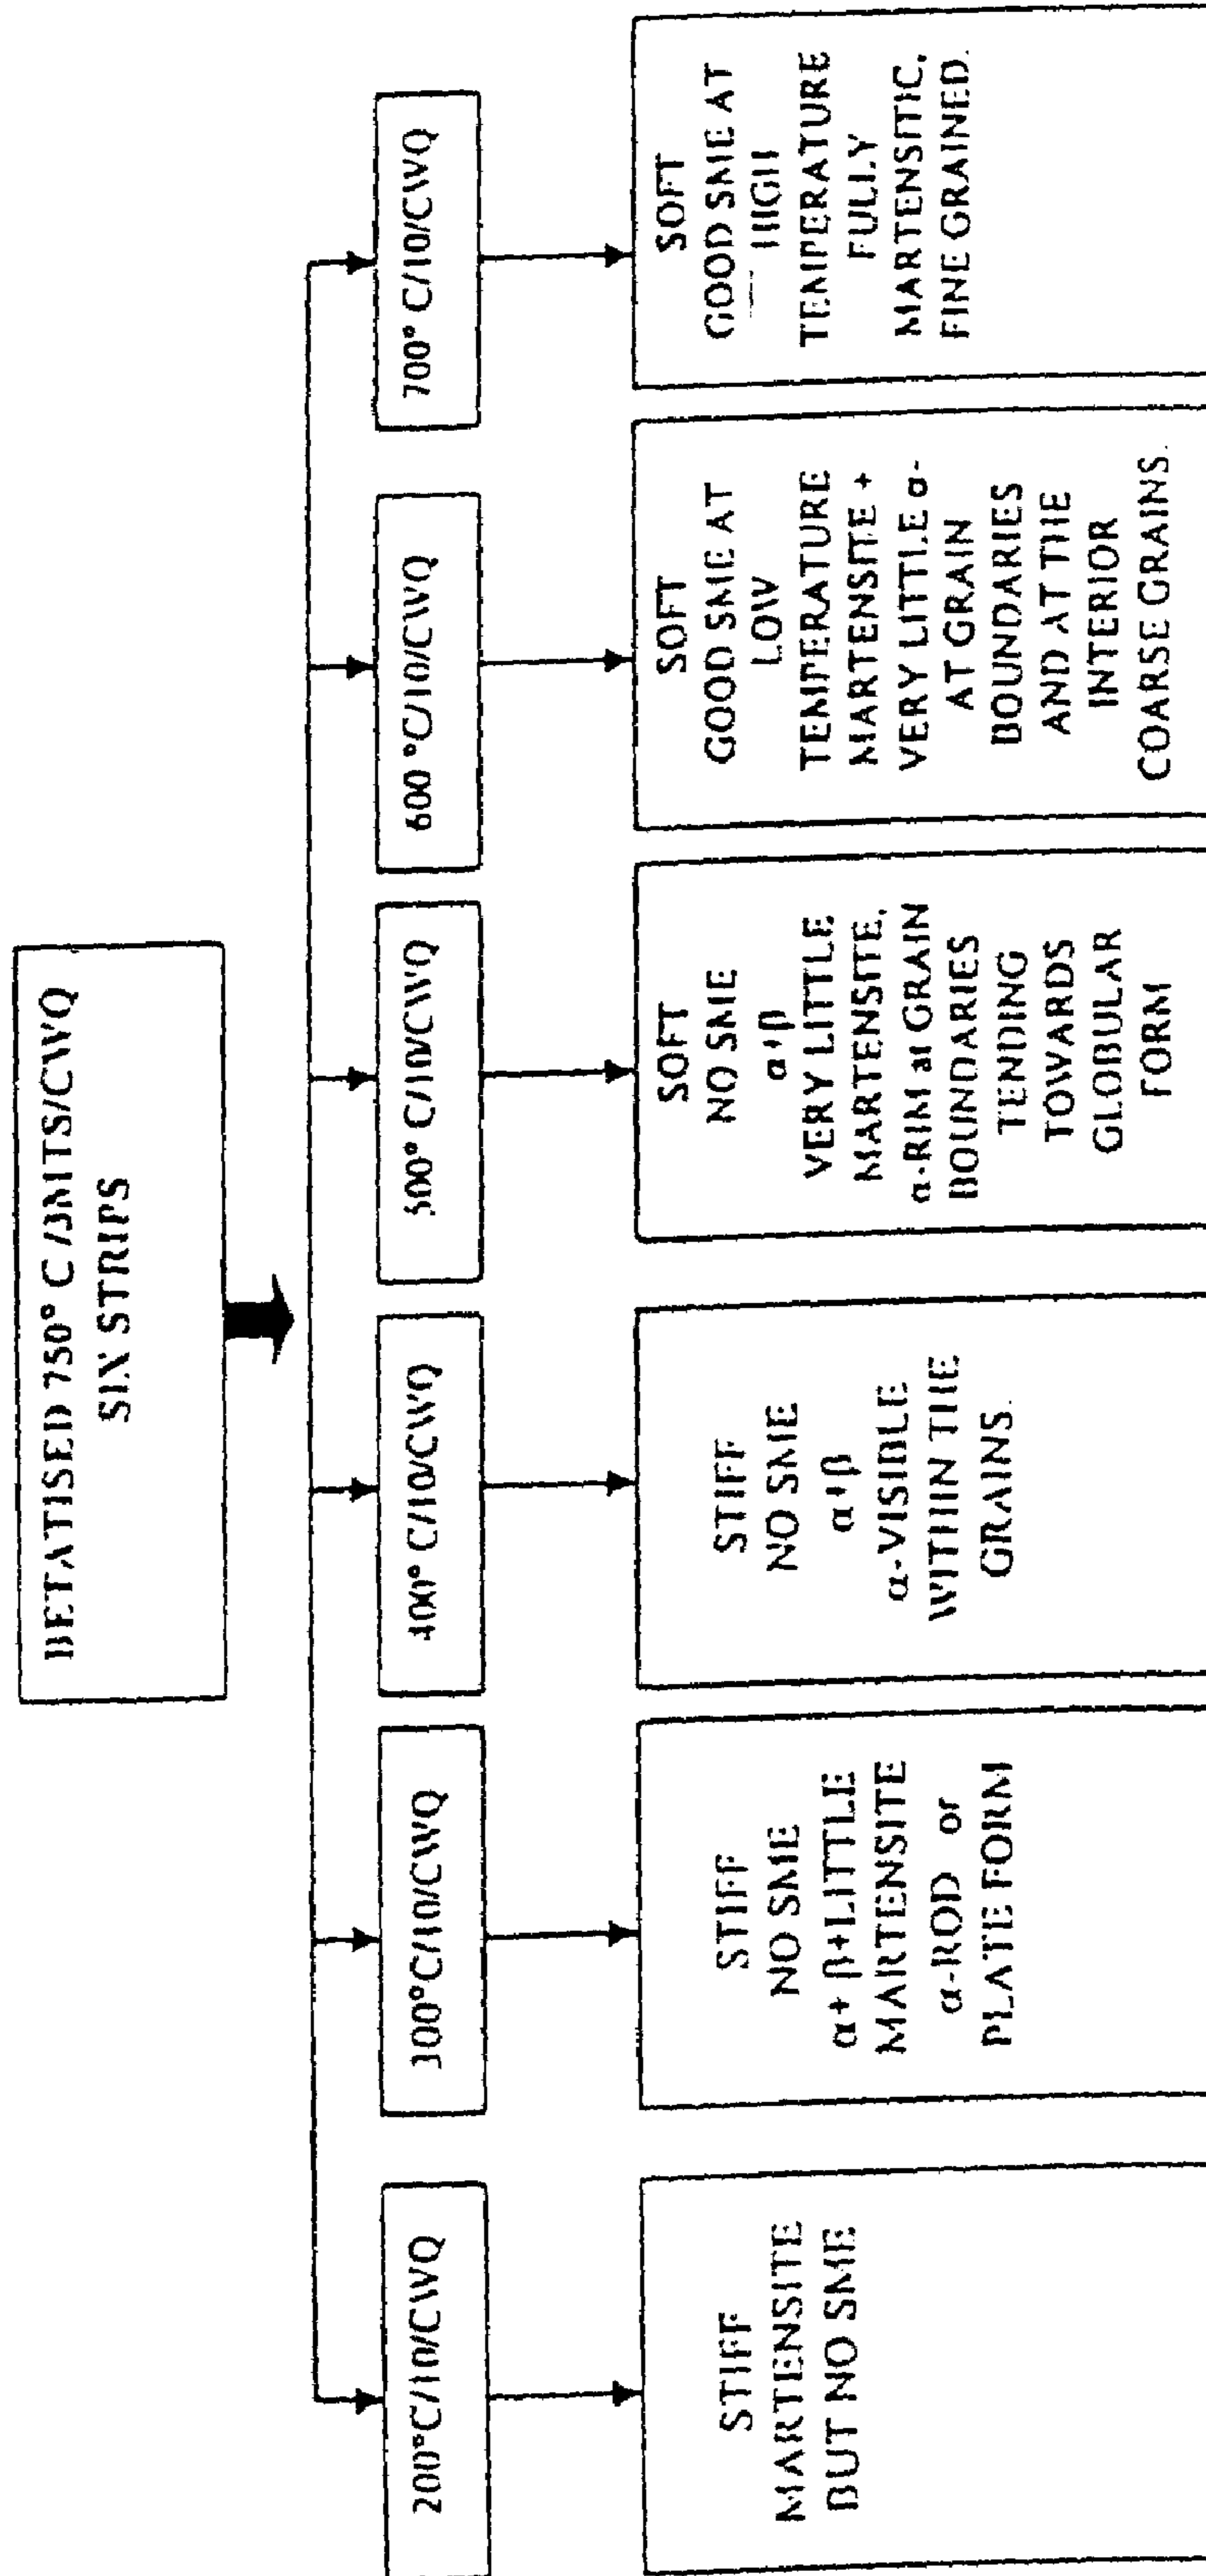 BETATISED 750° C /3MTS/CWQ
SIX STRIPS
200°C/10/CWQ
300°C/10/CWQ
400° C/10/CWQ
500° C/10/CWQ
600 °C/10/CWQ
700° C/10/CWQ
STIFF
MARTENSITE
BUT NO SME
STIFF
NO SME
α+ β+LITTLE
MARTENSITE
α-ROD or
PLATE FORM
STIFF
NO SME
α+β
α-VISIBLE
WITHIN THE
GRAINS.
SOFT
NO SME
α+β
VERY LITTLE
MARTENSITE,
α-RIM at GRAIN
BOUNDARIES
TENDING
TOWARDS
GLOBULAR
FORM
SOFT
GOOD SME AT
LOW
TEMPERATURE
MARTENSITE +
VERY LITTLE α-
AT GRAIN
BOUNDARIES
AND AT THE
INTERIOR
COARSE GRAINS.
SOFT
GOOD SME AT
HIGH
TEMPERATURE
FULLY
MARTENSITIC,
FINE GRAINED.